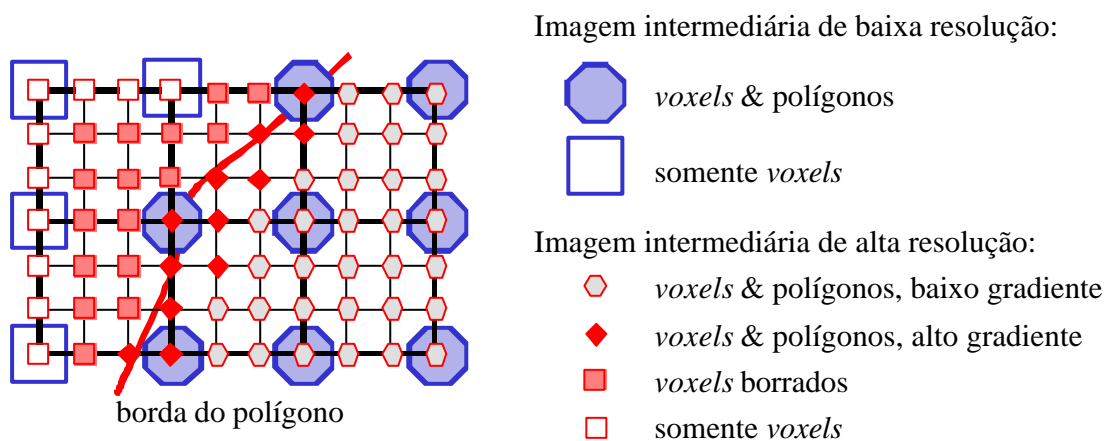 Imagem intermediária de baixa resolução:
voxels & polígonos
somente voxels
Imagem intermediária de alta resolução:
voxels & polígonos, baixo gradiente
voxels & polígonos, alto gradiente
voxels borrados
somente voxels
borda do polígono